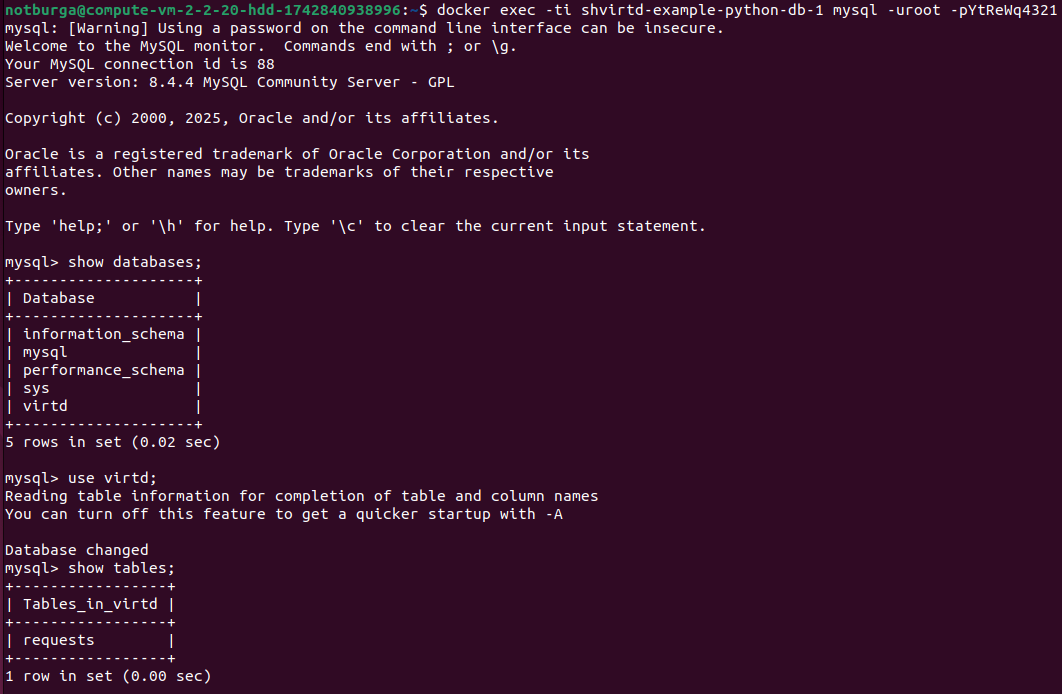 notburga@compute-vm-2-2-20-hdd-1742840938996:~$ docker exec -ti shvirtd-example-python-db-1 mysql -uroot -pYtReWq4321
mysql: [Warning] Using a password on the command line interface can be insecure.
Welcome to the MySQL monitor.  Commands end with ; or \g.
Your MySQL connection id is 88
Server version: 8.4.4 MySQL Community Server - GPL

Copyright (c) 2000, 2025, Oracle and/or its affiliates.

Oracle is a registered trademark of Oracle Corporation and/or its
affiliates. Other names may be trademarks of their respective
owners.

Type 'help;' or '\h' for help. Type '\c' to clear the current input statement.

mysql> show databases;
+--------------------+
| Database           |
+--------------------+
| information_schema |
| mysql              |
| performance_schema |
| sys                |
| virtd              |
+--------------------+
5 rows in set (0.02 sec)

mysql> use virtd;
Reading table information for completion of table and column names
You can turn off this feature to get a quicker startup with -A

Database changed
mysql> show tables;
+-----------------+
| Tables_in_virtd |
+-----------------+
| requests        |
+-----------------+
1 row in set (0.00 sec)